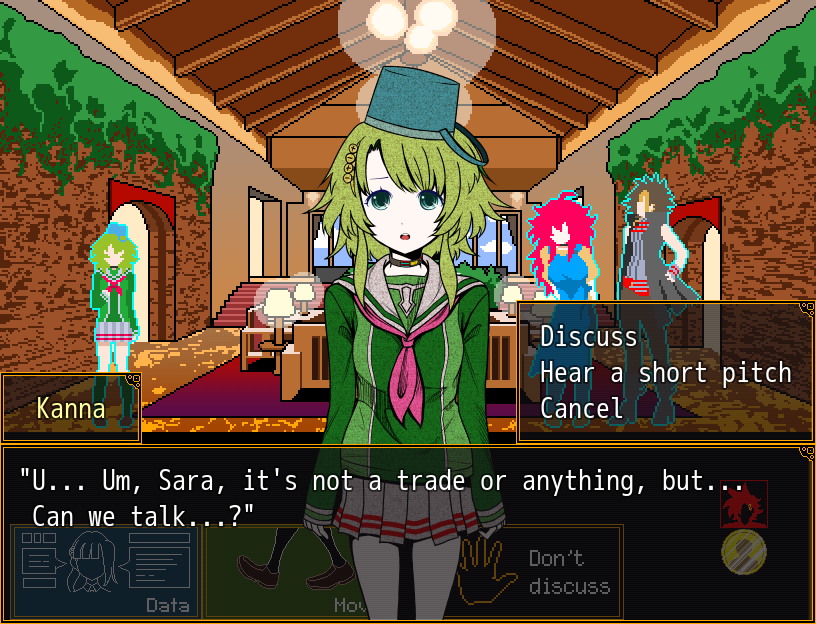 Discuss
Hear a short pitch
Cancel
Kanna
"U... Um, Sara, it's not a trade or anything, but...
Can we talk...?"
Don't
discuss
Data
Mov